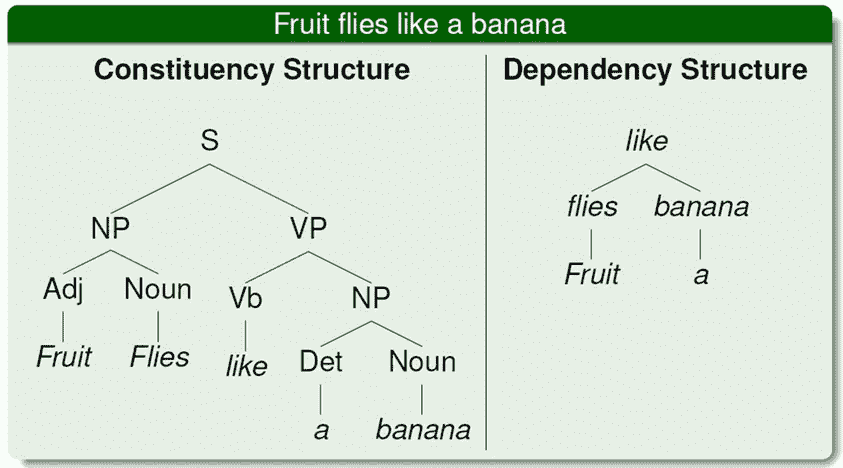 Fruit flies like a banana
Constituency Structure
S
NP VP
Adj Noun Vb NP
Fruit Flies like Det Noun
a banana
Dependency Structure
like
flies banana
Fruit a